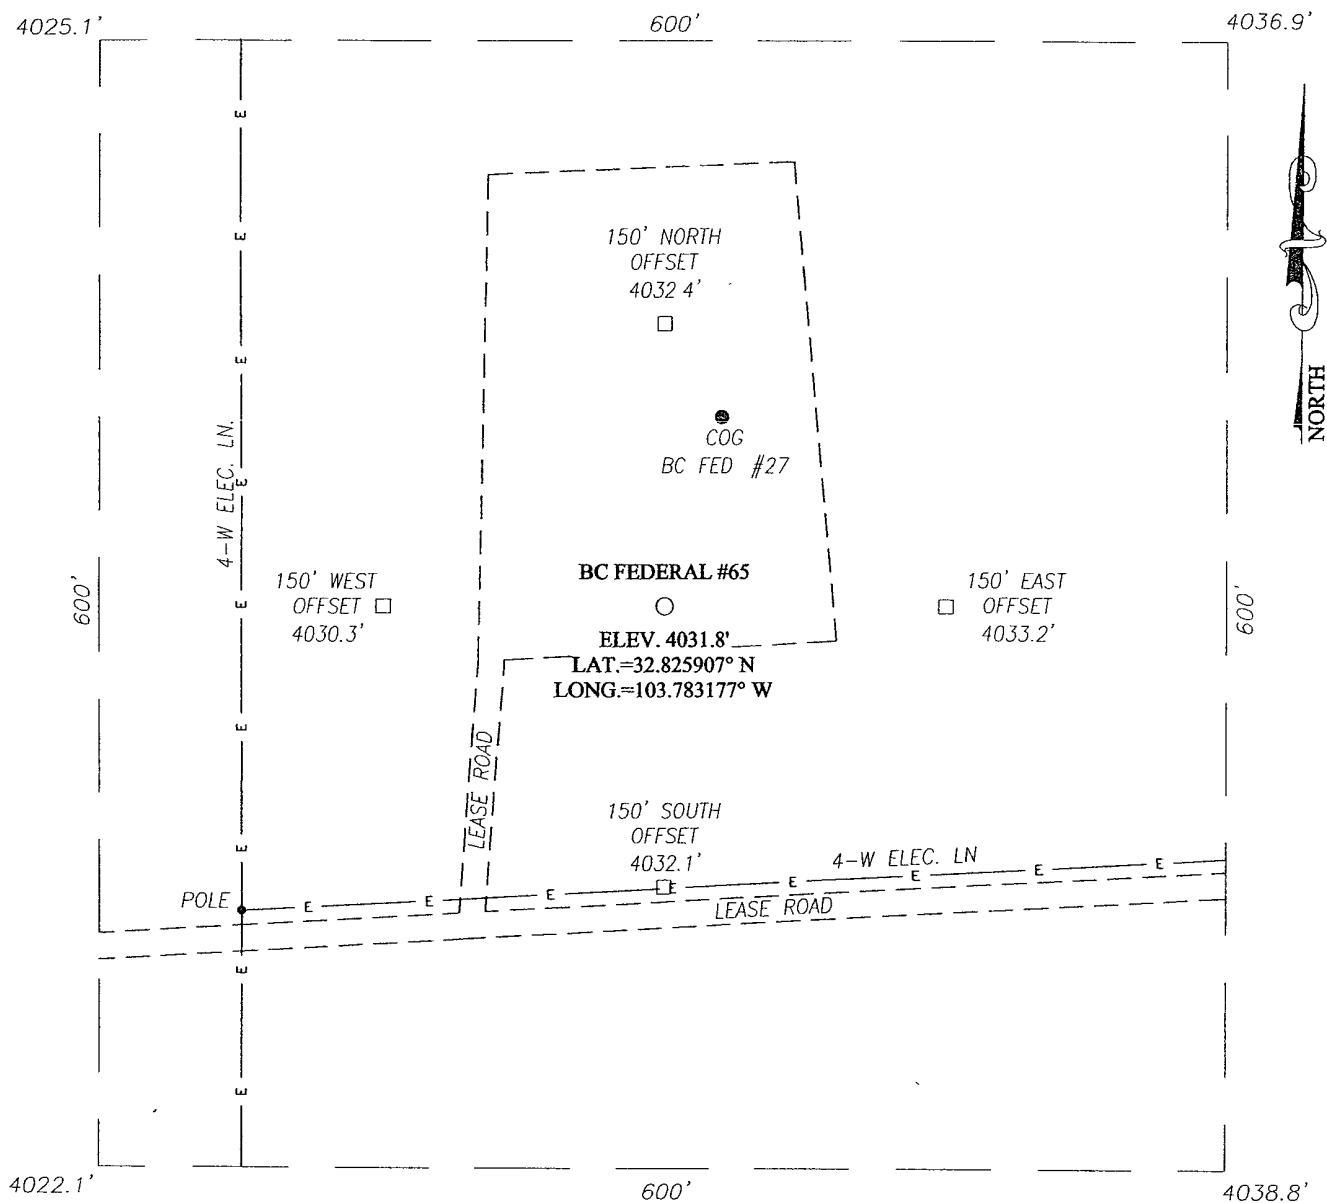 4025.1'
600'
4036.9'
E
E
150' NORTH
OFFSET
4032 4'
E
NORTH
COG
BC FED #27
4-W ELEC. LN.
E
BC FEDERAL #65
150' WEST
OFFSET
4030.3'
600'
E
150' EAST
OFFSET
4033.2'
600'
ELEV. 4031.8'
LAT.=32.825907° N
LONG.=103.783177° W
E
LEASE ROAD
150' SOUTH
OFFSET
4032.1'
E
4-W ELEC. LN
POLE
E E E E E E E E
LEASE ROAD
E
E
4022.1'
600'
4038.8'